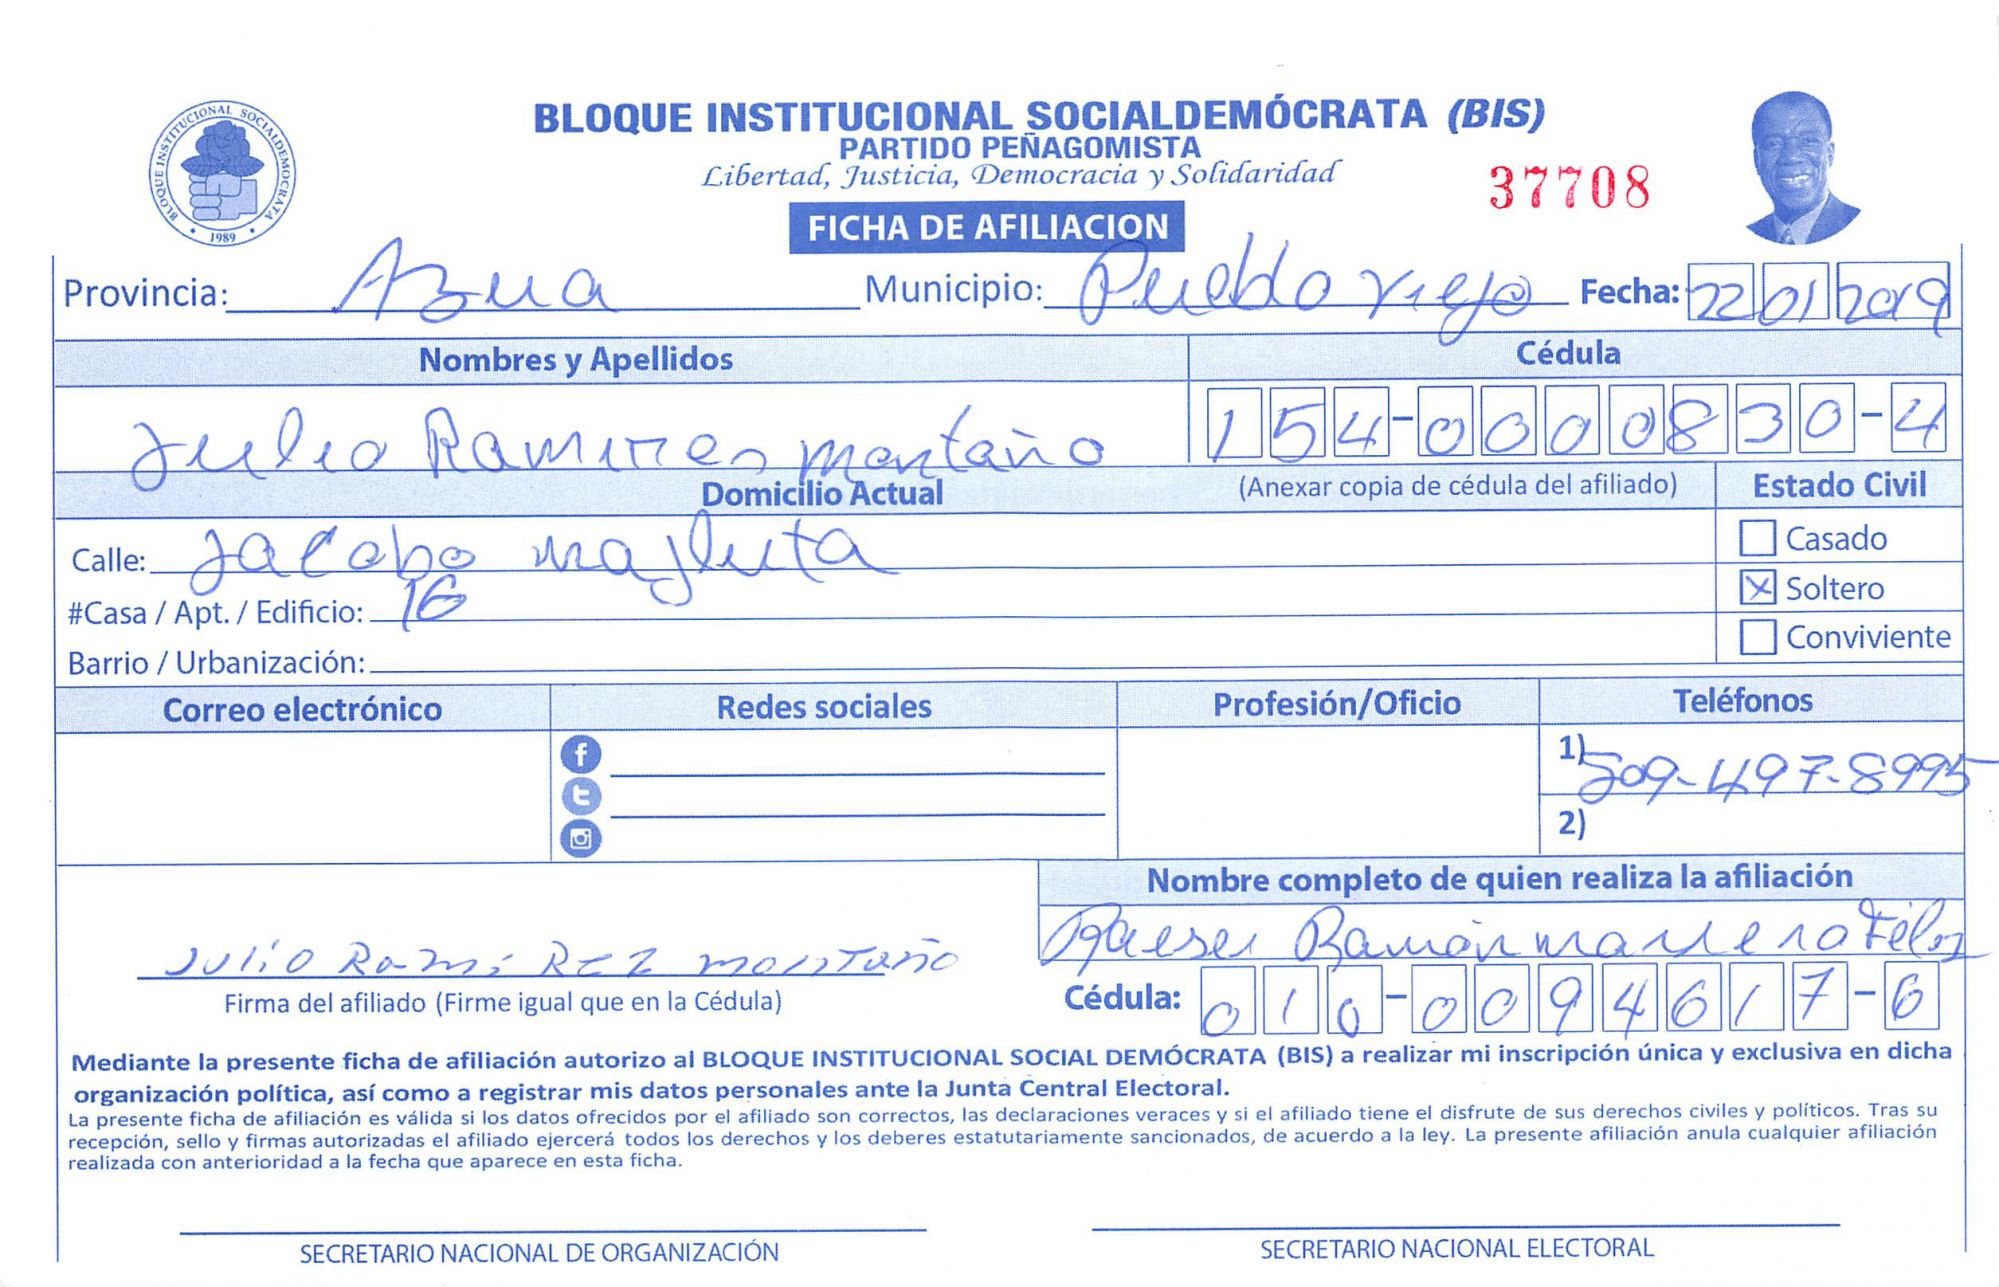 BLOQUE INSTITUCIONAL SOCIALDEMÓCRATA
1989
BLOQUE INSTITUCIONAL SOCIALDEMÓCRATA (BIS)
PARTIDO PEÑAGOMISTA
Libertad, Justicia, Democracia y Solidaridad
37708
FICHA DE AFILIACION
Provincia: Azua Municipio: Pueblo Viejo Fecha: 22 01 2019
Nombres y Apellidos Cédula
Julio Ramires montaño 154-0000830-4
Domicilio Actual (Anexar copia de cédula del afiliado) Estado Civil
Calle: Jacobo majluta
Casado
#Casa / Apt. / Edificio: 16
Soltero
Barrio / Urbanización:
Conviviente
Correo electrónico Redes sociales Profesión/Oficio Teléfonos
1) 809-497-8995
2)
Nombre completo de quien realiza la afiliación
Ramón Féliz
Julio RamiREZ montaño
Firma del afiliado (Firme igual que en la Cédula)
Cédula: 010-0094617-6
Mediante la presente ficha de afiliación autorizo al BLOQUE INSTITUCIONAL SOCIAL DEMÓCRATA (BIS) a realizar mi inscripción única y exclusiva en dicha
organización política, así como a registrar mis datos personales ante la Junta Central Electoral.
La presente ficha de afiliación es válida si los datos ofrecidos por el afiliado son correctos, las declaraciones veraces y si el afiliado tiene el disfrute de sus derechos civiles y políticos. Tras su
recepción, sello y firmas autorizadas el afiliado ejercerá todos los derechos y los deberes estatutariamente sancionados, de acuerdo a la ley. La presente afiliación anula cualquier afiliación
realizada con anterioridad a la fecha que aparece en esta ficha.
SECRETARIO NACIONAL DE ORGANIZACIÓN
SECRETARIO NACIONAL ELECTORAL